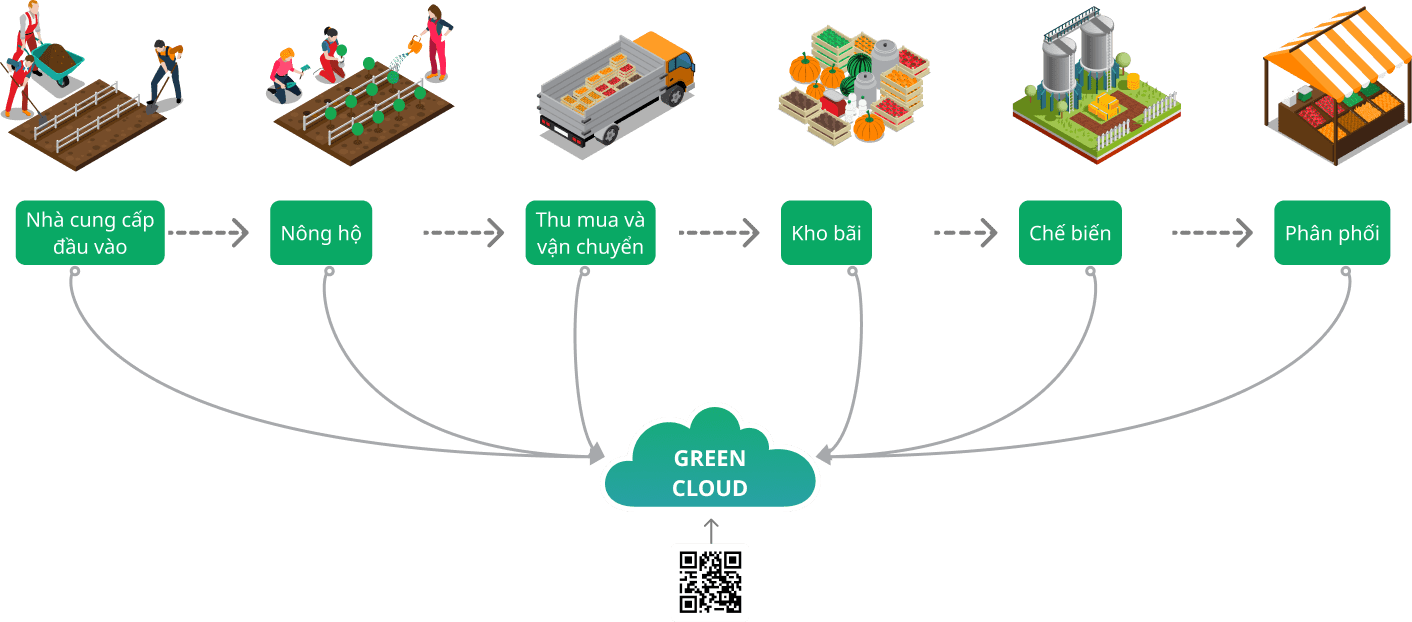 Nhà cung cấp
đầu vào
Nông hộ
Thu mua và
vận chuyển
Kho bãi
Chế biến
Phân phối
GREEN
CLOUD